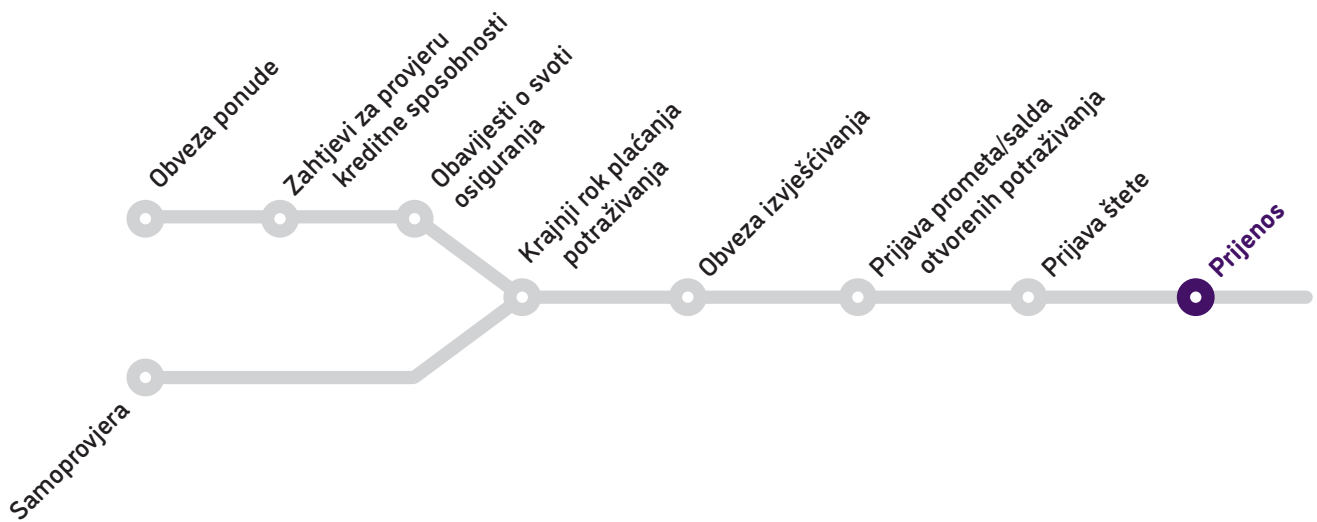 Obveza ponude
Zahtjevi za provjeru
kreditne sposobnosti
Obavijesti o svoti
osiguranja
Krajnji rok plaćanja
potraživanja
Obveza izvješćivanja
Prijava prometa/salda
otvorenih potraživanja
Prijava štete
Prijenos
Samoprovjera